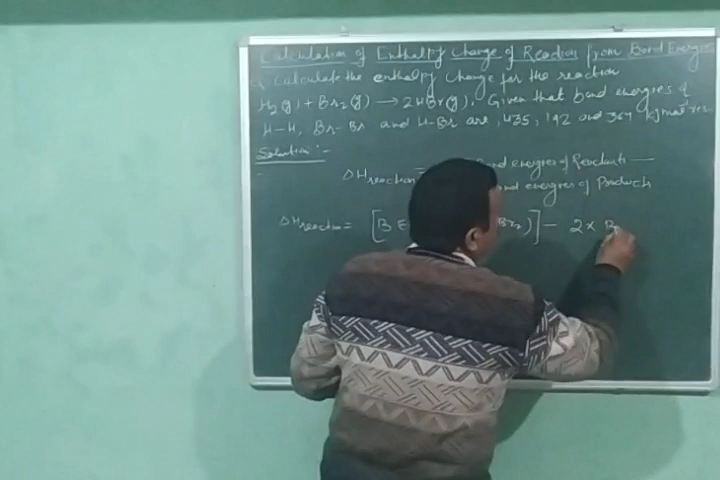 Calculation of Enthalpy Change of Reaction from Bond Energies
Q. Calculate the enthalpy change for the reaction
H2(g) + Br2(g) → 2HBr(g). Given that bond energies of
H-H, Br-Br and H-Br are, 435, 192 and 364 kJ mol-1 res.
Solution:-
ΔHreaction = Bond energies of Reactants —
bond energies of Products
ΔHreaction = [B E Br2)] - 2 × B